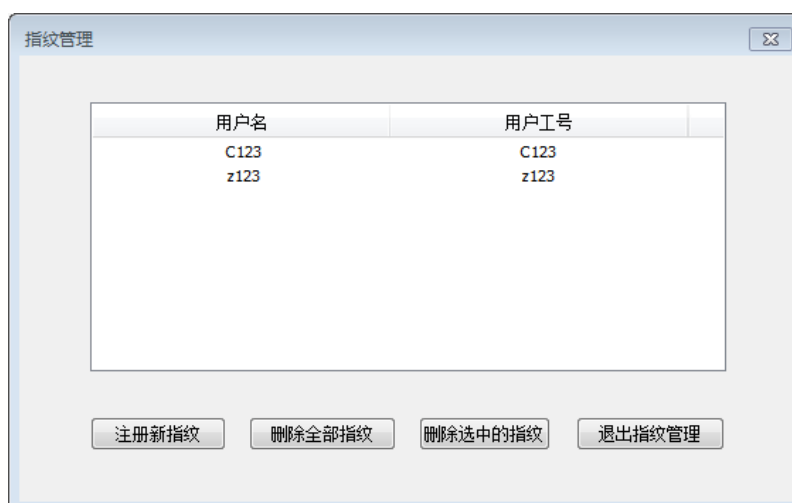 指纹管理
用户名 用户工号
C123 C123
z123 z123
注册新指纹 删除全部指纹 删除选中的指纹 退出指纹管理